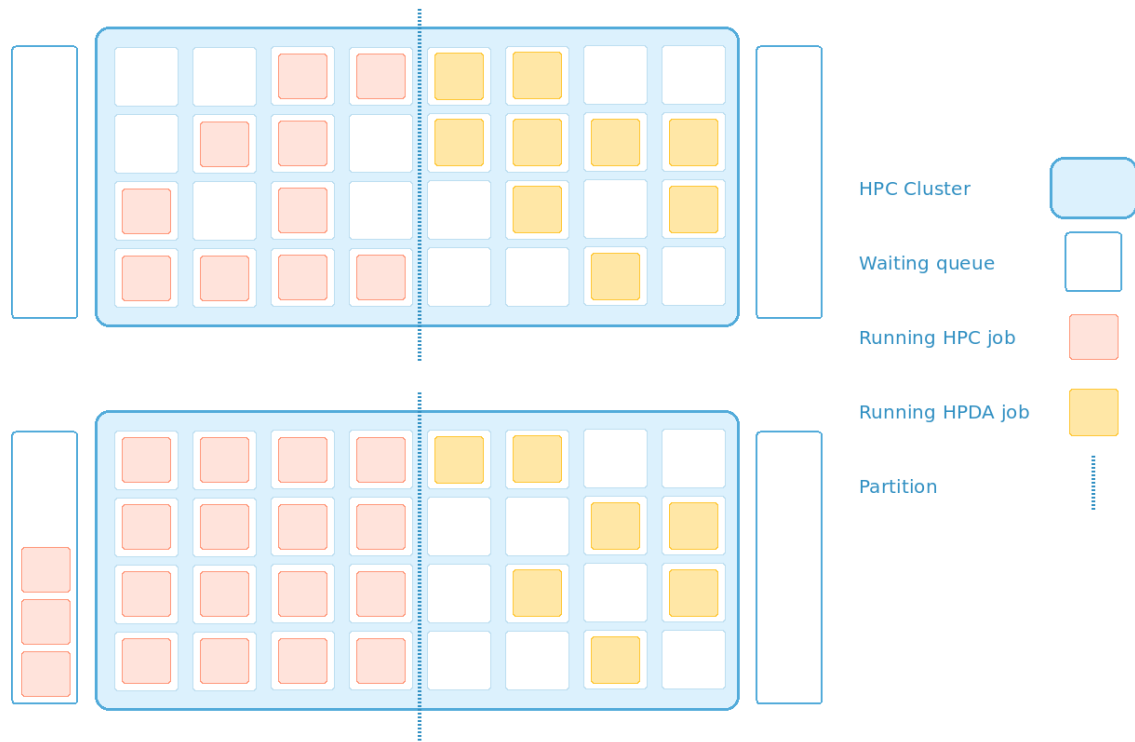 HPC Cluster
Waiting queue
Running HPC job
Running HPDA job
Partition